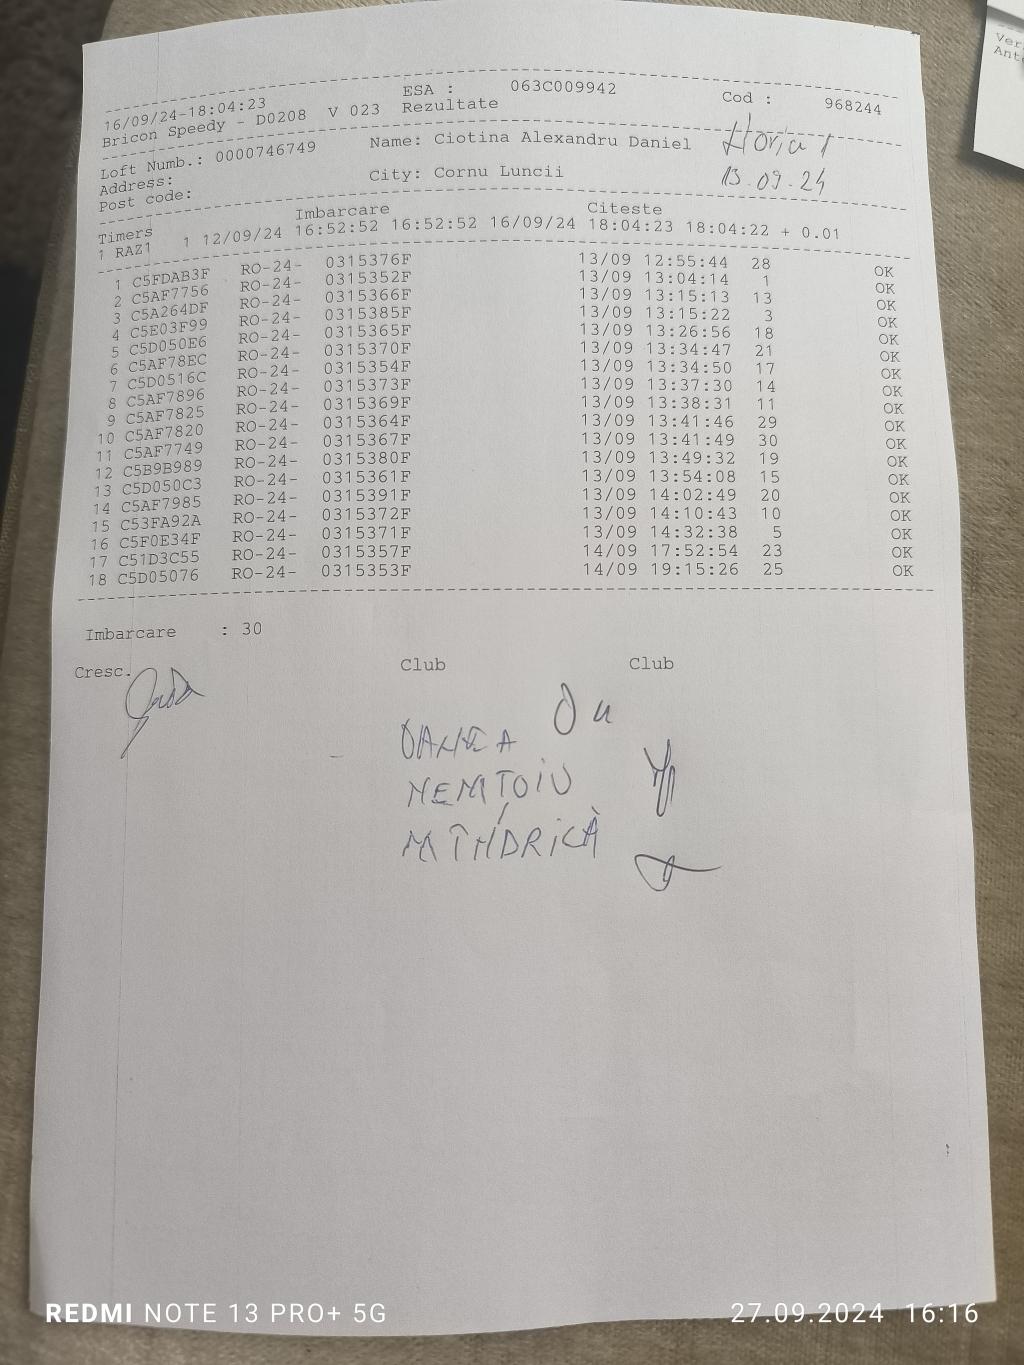 16/09/24-18:04:23 ESA : 063C009942 Cod : 968244
Bricon Speedy - D0208 V 023 Rezultate
Loft Numb.: 0000746749 Name: Ciotina Alexandru Daniel Horia 1
Address:
Post code: City: Cornu Luncii 13.09.24
Timers Imbarcare Citeste
1 RAZ1 1 12/09/24 16:52:52 16:52:52 16/09/24 18:04:23 18:04:22 + 0.01
1 C5FDAB3F RO-24- 0315376F 13/09 12:55:44 28 OK
2 C5AF7756 RO-24- 0315352F 13/09 13:04:14 1 OK
3 C5A264DF RO-24- 0315366F 13/09 13:15:13 13 OK
4 C5E03F99 RO-24- 0315385F 13/09 13:15:22 3 OK
5 C5D050E6 RO-24- 0315365F 13/09 13:26:56 18 OK
6 C5AF78EC RO-24- 0315370F 13/09 13:34:47 21 OK
7 C5D0516C RO-24- 0315354F 13/09 13:34:50 17 OK
8 C5AF7896 RO-24- 0315373F 13/09 13:37:30 14 OK
9 C5AF7825 RO-24- 0315369F 13/09 13:38:31 11 OK
10 C5AF7820 RO-24- 0315364F 13/09 13:41:46 29 OK
11 C5AF7749 RO-24- 0315367F 13/09 13:41:49 30 OK
12 C5B9B989 RO-24- 0315380F 13/09 13:49:32 19 OK
13 C5D050C3 RO-24- 0315361F 13/09 13:54:08 15 OK
14 C5AF7985 RO-24- 0315391F 13/09 14:02:49 20 OK
15 C53FA92A RO-24- 0315372F 13/09 14:10:43 10 OK
16 C5F0E34F RO-24- 0315371F 13/09 14:32:38 5 OK
17 C51D3C55 RO-24- 0315357F 14/09 17:52:54 23 OK
18 C5D05076 RO-24- 0315353F 14/09 19:15:26 25 OK
Imbarcare : 30
Cresc. Club Club
DANEA
NEMȚOIU
MÎNDRICĂ
REDMI NOTE 13 PRO+ 5G 27.09.2024 16:16